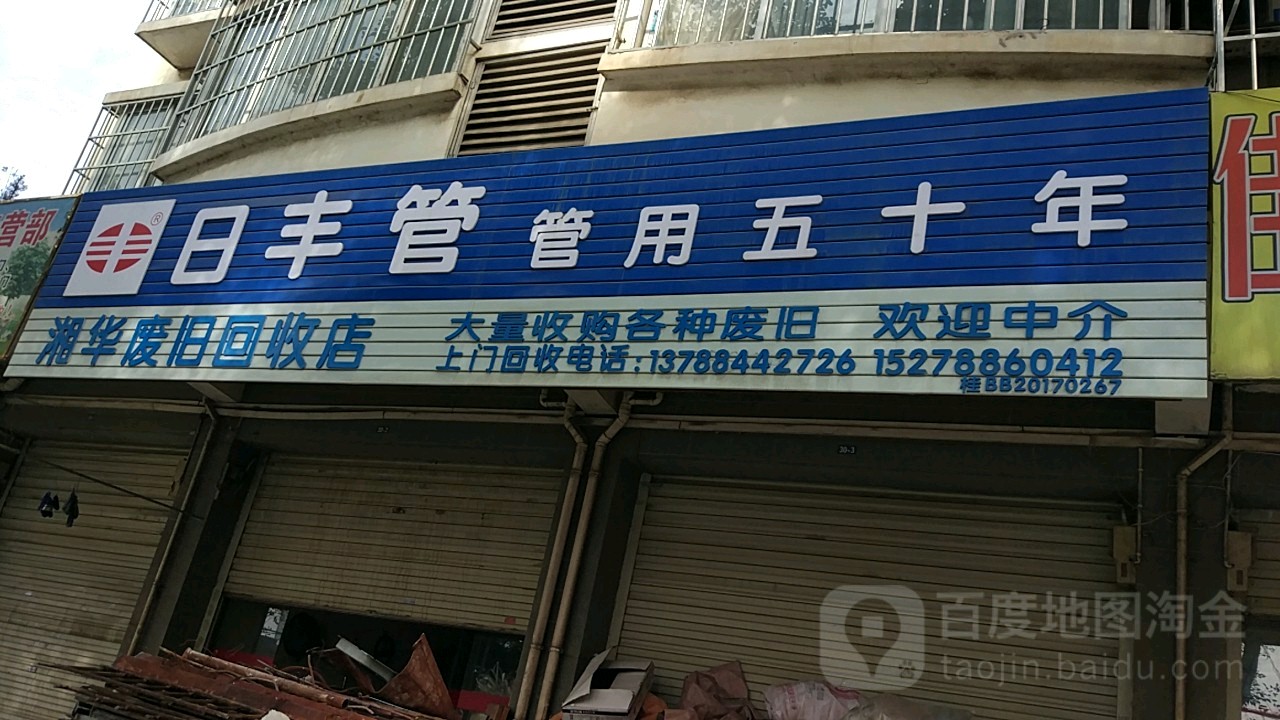 营部
®日丰管 管用五十年
湘华废旧回收店
大量收购各种废旧 欢迎中介
上门回收电话:13788442726 15278860412
桂BB20170267
佳
30-3
百度地图淘金
taojin.baidu.com